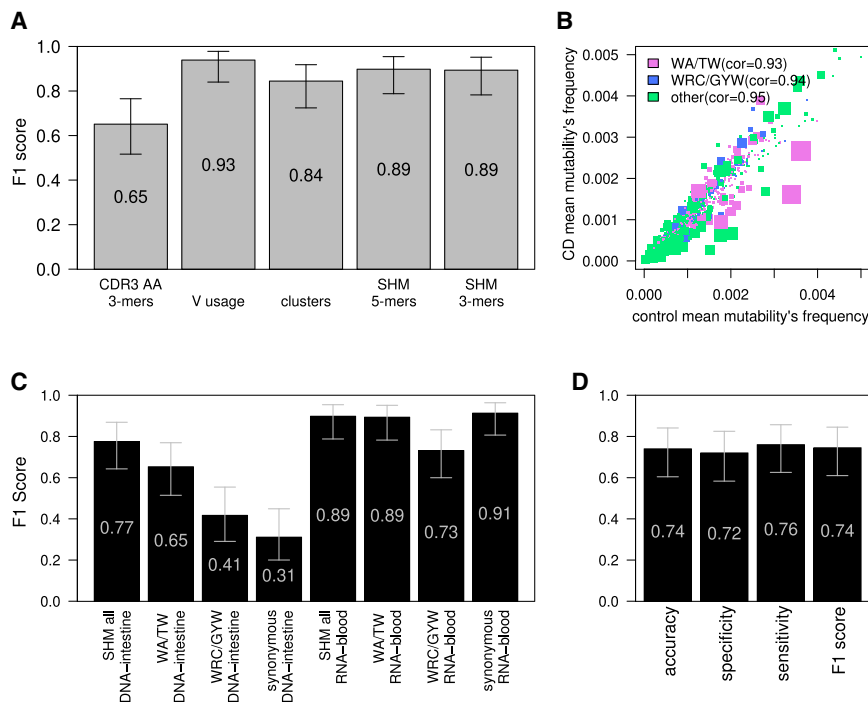 A
F1 score
1.0
0.8
0.6
0.4
0.2
0.0
0.65
0.93
0.84
0.89
0.89
CDR3 AA
3-mers
V usage
clusters
SHM
5-mers
SHM
3-mers
B
CD mean mutability's frequency
0.005
0.004
0.003
0.002
0.001
0.000
WA/TW(cor=0.93)
WRC/GYW(cor=0.94)
other(cor=0.95)
0.000
0.002
0.004
control mean mutability's frequency
C
F1 Score
1.0
0.8
0.6
0.4
0.2
0.0
0.77
0.65
0.41
0.31
0.89
0.89
0.73
0.91
SHM all
DNA−intestine
WA/TW
DNA−intestine
WRC/GYW
DNA−intestine
synonymous
DNA−intestine
SHM all
RNA−blood
WA/TW
RNA−blood
WRC/GYW
RNA−blood
synonymous
RNA−blood
D
1.0
0.8
0.6
0.4
0.2
0.0
0.74
0.72
0.76
0.74
accuracy
specificity
sensitivity
F1 score